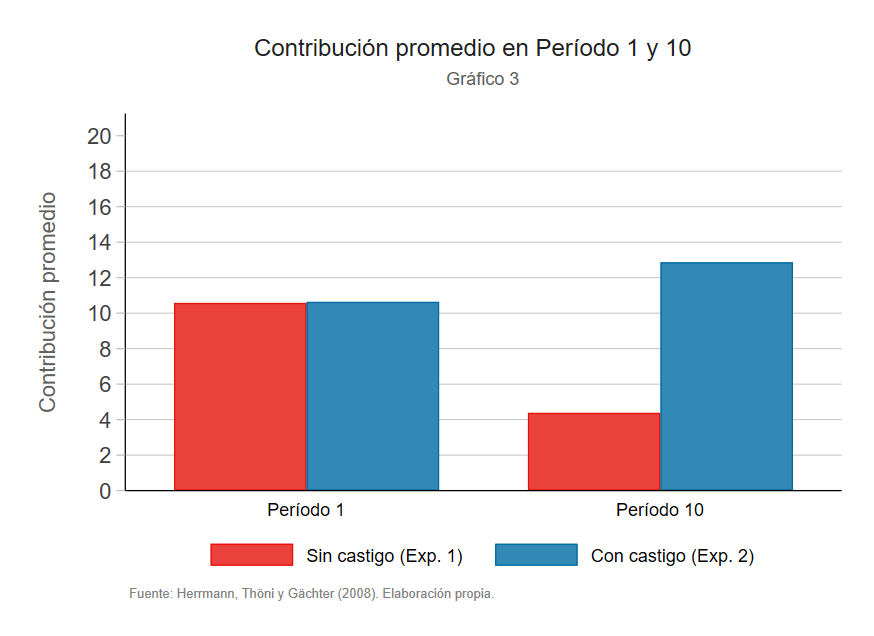 Contribución promedio en Período 1 y 10
Gráfico 3
Contribución promedio
20
18
16
14
12
10
8
6
4
2
0
Período 1
Período 10
Sin castigo (Exp. 1)
Con castigo (Exp. 2)
Fuente: Herrmann, Thöni y Gächter (2008). Elaboración propia.